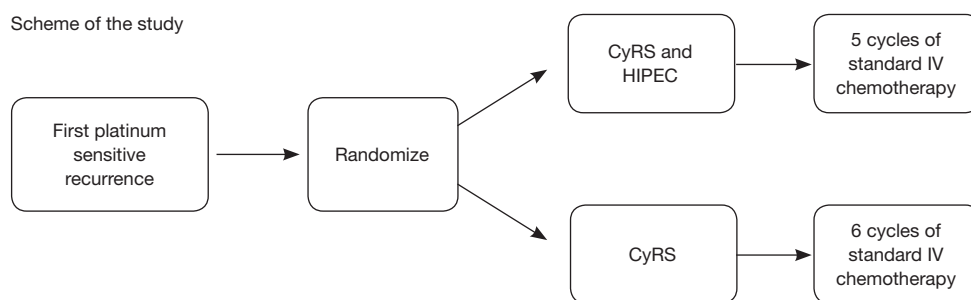 Scheme of the study
First platinum
sensitive
recurrence
Randomize
CyRS and
HIPEC
5 cycles of
standard IV
chemotherapy
CyRS
6 cycles of
standard IV
chemotherapy